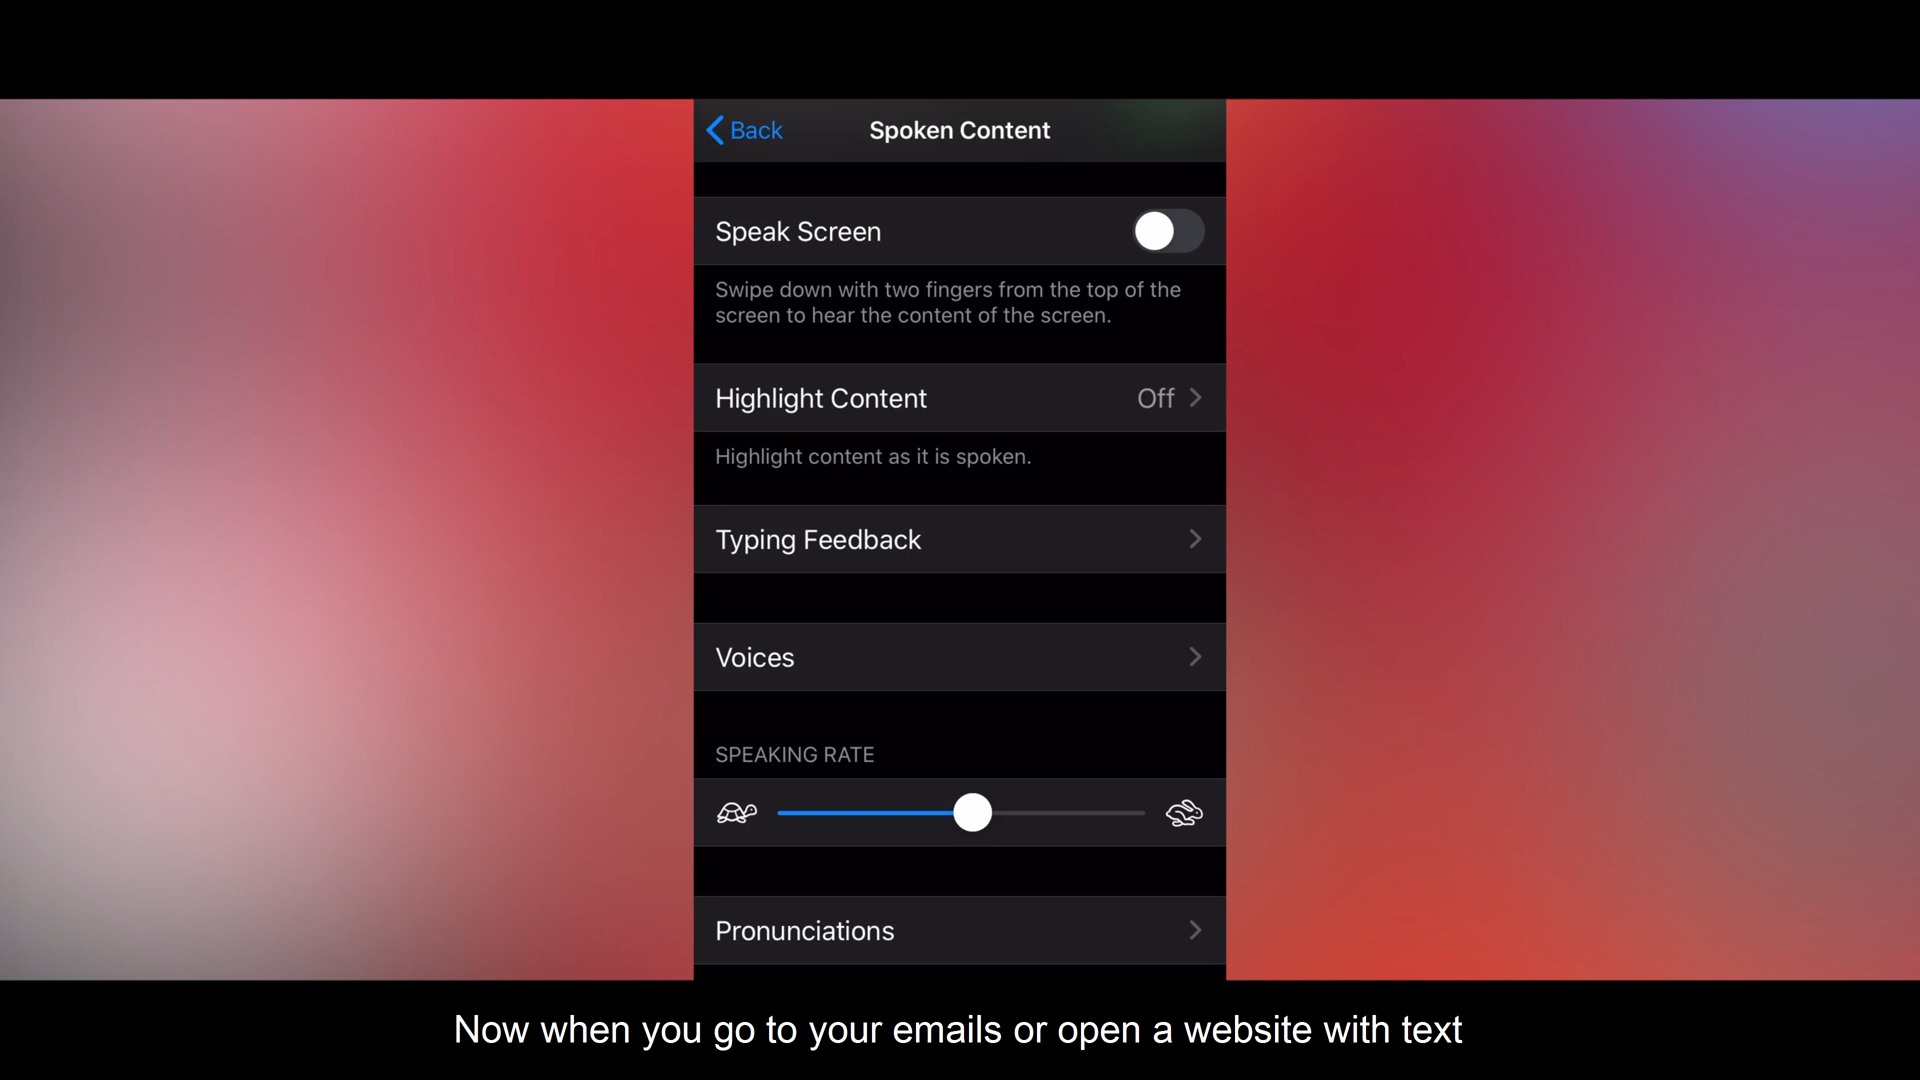 Back
Spoken Content
Speak Screen
Swipe down with two fingers from the top of the
screen to hear the content of the screen.
Highlight Content
Off
Highlight content as it is spoken.
Typing Feedback
Voices
SPEAKING RATE
Pronunciations
Now when you go to your emails or open a website with text